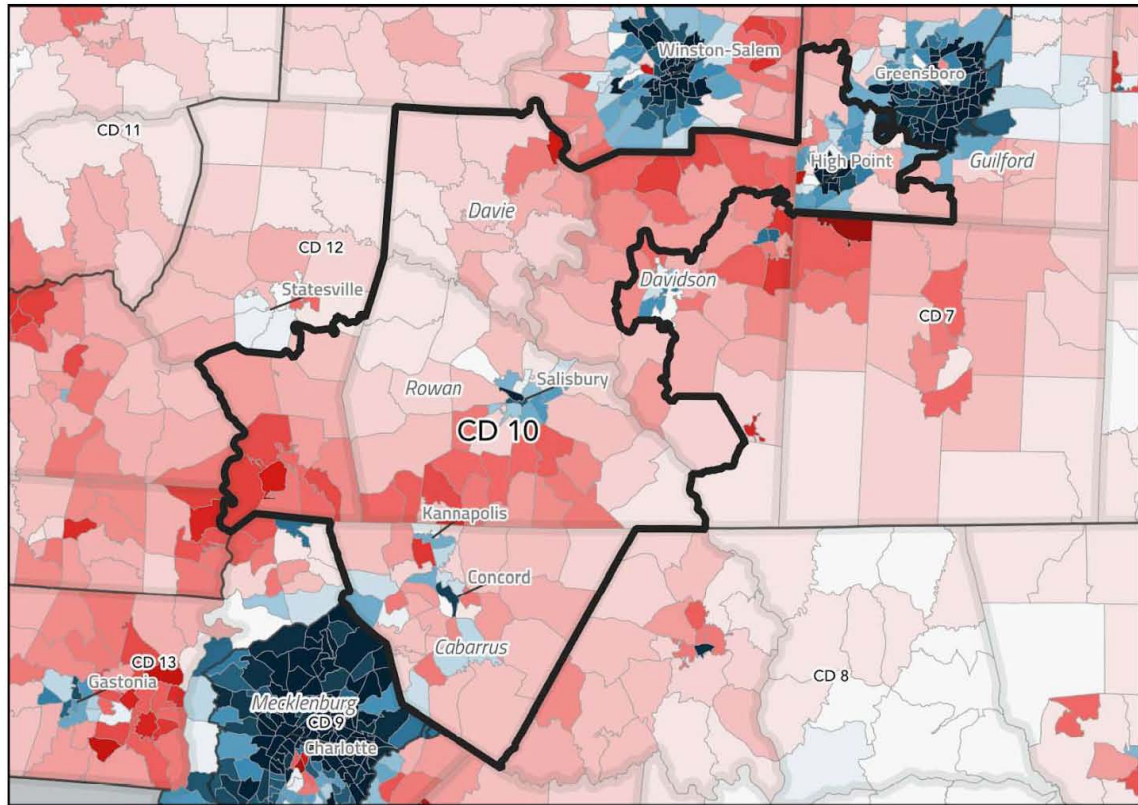 Winston-Salem
Greensboro
CD 11
High Point
Guilford
Davie
CD 12
Statesville
Davidson
CD 7
Rowan
Salisbury
CD 10
Kannapolis
Concord
Cabarrus
CD 13
Gastonia
CD 8
Mecklenburg
CD 9
Charlotte